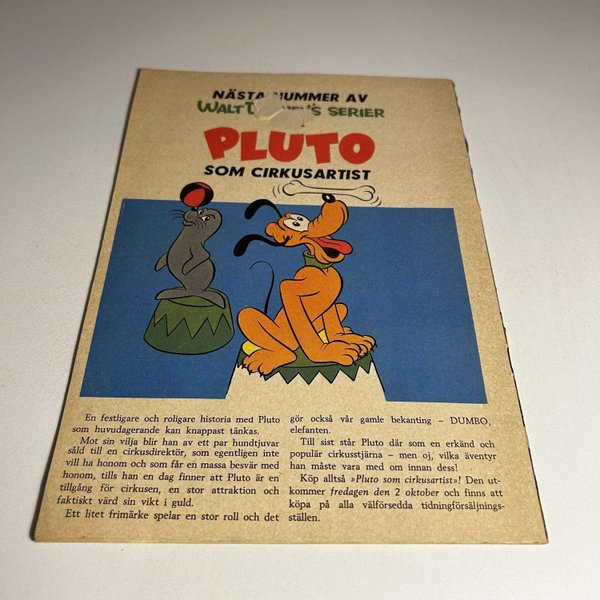 NÄSTA NUMMER AV
WALT SERIER
PLUTO
SOM CIRKUSARTIST
En festligare och roligare historia med Pluto
som huvudagerande kan knappast tänkas.
Mot sin vilja blir han av ett par hundtjuvar
såld till en cirkusdirektör, som egentligen inte
vill ha honom och som får en massa besvär med
honom, tills han en dag finner att Pluto är en
tillgång för cirkusen, en stor attraktion och
faktiskt värd sin vikt i guld.
Ett litet frimärke spelar en stor roll och det
gör också vår gamle bekanting – DUMBO,
elefanten.
Till sist står Pluto där som en erkänd och
populär cirkusstjärna – men oj, vilka äventyr
han måste vara med om innan dess!
Köp alltså »Pluto som cirkusartist»! Den ut-
kommer fredagen den 2 oktober och finns att
köpa på alla välförsedda tidningförsäljnings-
ställen.